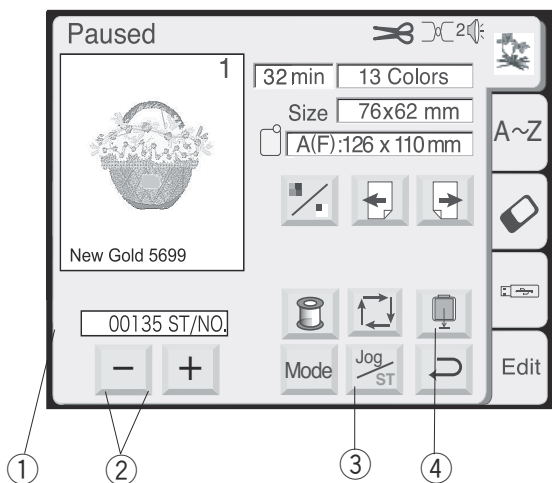 Paused
2
1
32 min
13 Colors
Size
76x62 mm
A(F):126 x 110 mm
A~Z
New Gold 5699
00135 ST/NO.
− +
Mode
Jog
ST
Edit
① ② ③ ④